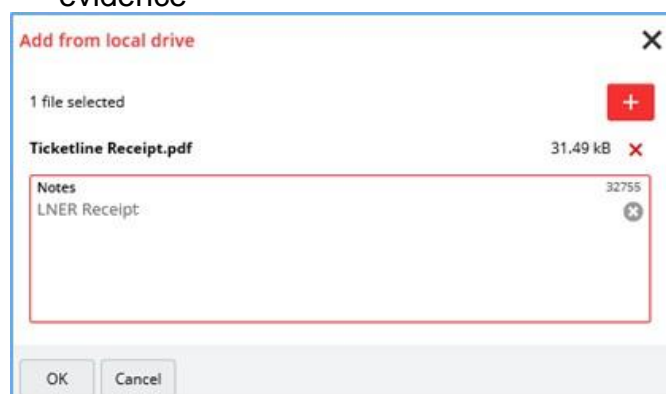 evidence
Add from local drive
1 file selected
Ticketline Receipt.pdf 31.49 kB
Notes 32755
LNER Receipt
OK Cancel